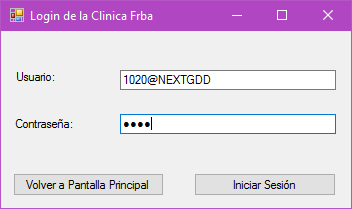 Login de la Clinica Frba
Usuario:
1020@NEXTGDD
Contraseña:
●●●●
Volver a Pantalla Principal
Iniciar Sesión